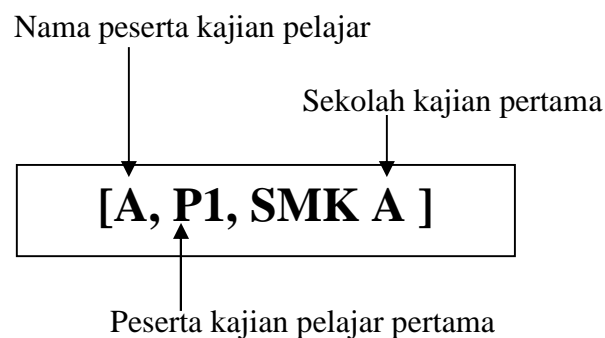 Nama peserta kajian pelajar
Sekolah kajian pertama
[A, P1, SMK A ]
Peserta kajian pelajar pertama